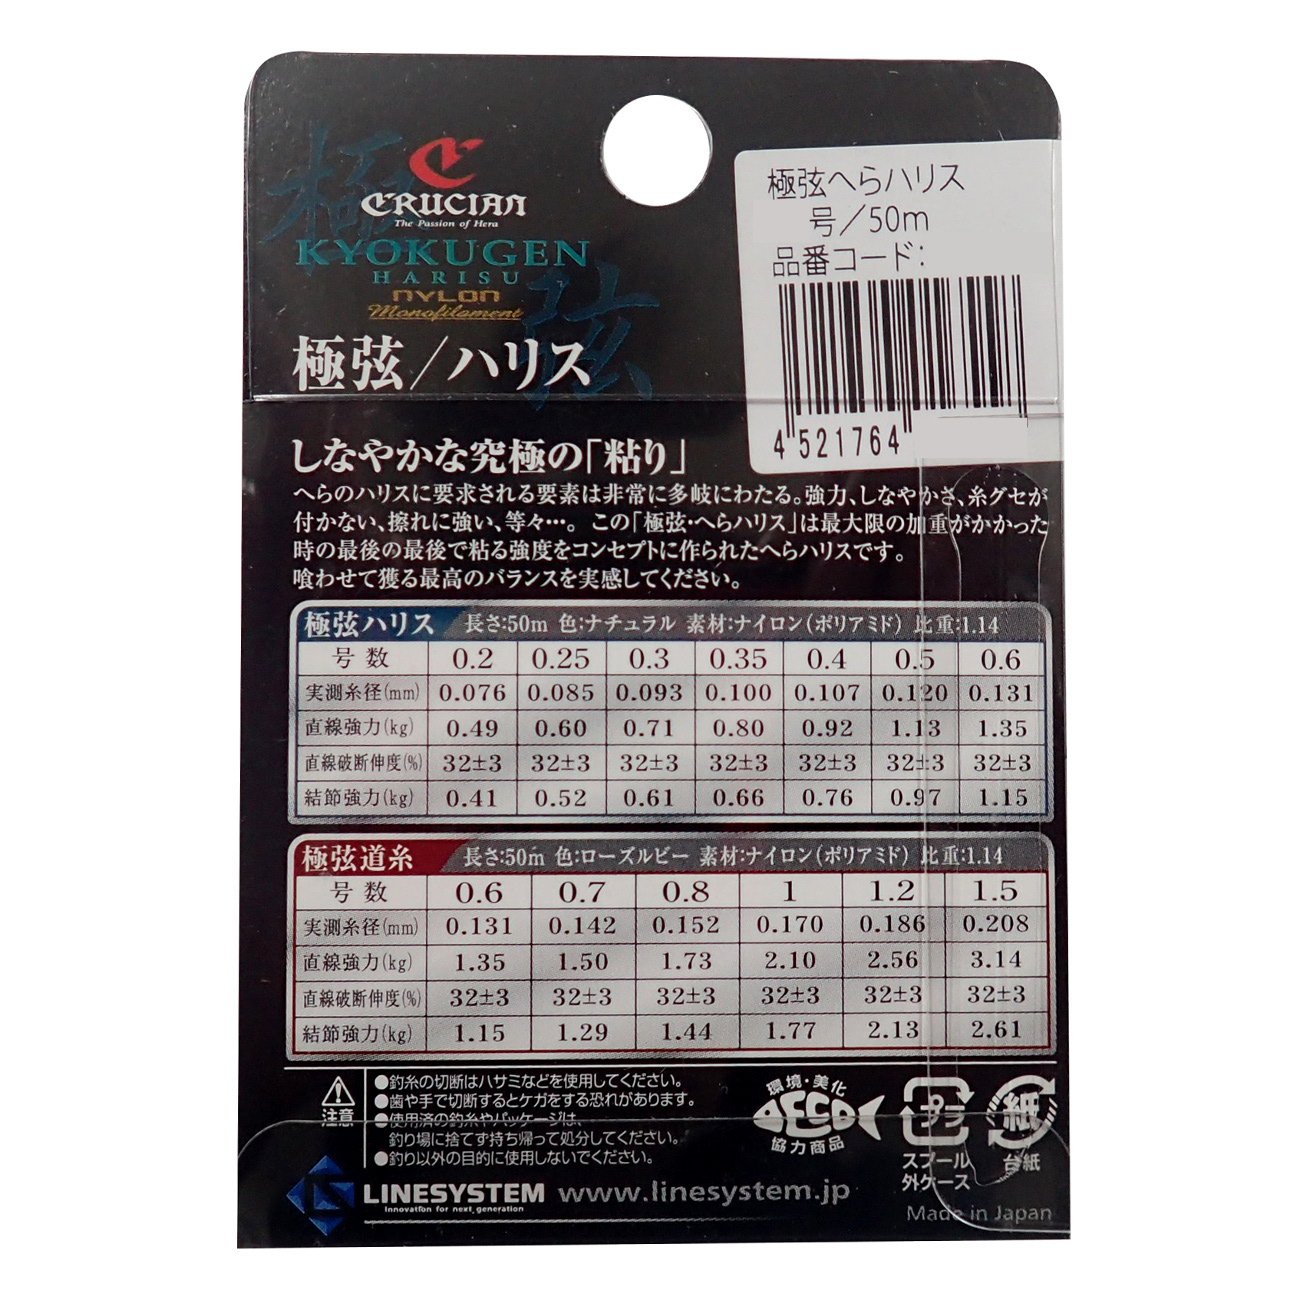 極弦
CRUCIAN
The Passion of Hera
KYOKUGEN
HARISU
NYLON
Monofilament
極弦/ハリス
極弦へらハリス
号/50m
品番コード:
4 521764
しなやかな究極の「粘り」
へらのハリスに要求される要素は非常に多岐にわたる。強力、しなやかさ、糸グセが
付かない、擦れに強い、等々…。この「極弦・へらハリス」は最大限の加重がかかった
時の最後の最後で粘る強度をコンセプトに作られたへらハリスです。
喰わせて獲る最高のバランスを実感してください。
極弦ハリス 長さ:50m 色:ナチュラル 素材:ナイロン(ポリアミド) 比重:1.14
号数 0.2 0.25 0.3 0.35 0.4 0.5 0.6
実測糸径(mm) 0.076 0.085 0.093 0.100 0.107 0.120 0.131
直線強力(kg) 0.49 0.60 0.71 0.80 0.92 1.13 1.35
直線破断伸度(%) 32±3 32±3 32±3 32±3 32±3 32±3 32±3
結節強力(kg) 0.41 0.52 0.61 0.66 0.76 0.97 1.15
極弦道糸 長さ:50m 色:ローズルビー 素材:ナイロン(ポリアミド) 比重:1.14
号数 0.6 0.7 0.8 1 1.2 1.5
実測糸径(mm) 0.131 0.142 0.152 0.170 0.186 0.208
直線強力(kg) 1.35 1.50 1.73 2.10 2.56 3.14
直線破断伸度(%) 32±3 32±3 32±3 32±3 32±3 32±3
結節強力(kg) 1.15 1.29 1.44 1.77 2.13 2.61
注意
●釣糸の切断はハサミなどを使用してください。
●歯や手で切断するとケガをする恐れがあります。
●使用済の釣糸やパッケージは、
釣り場に捨てず持ち帰って処分してください。
●釣り以外の目的に使用しないでください。
環境・美化
ECO
協力商品
プラ
スプール
外ケース
紙
台紙
LS LINESYSTEM www.linesystem.jp
Innovation for next generation
Made in Japan